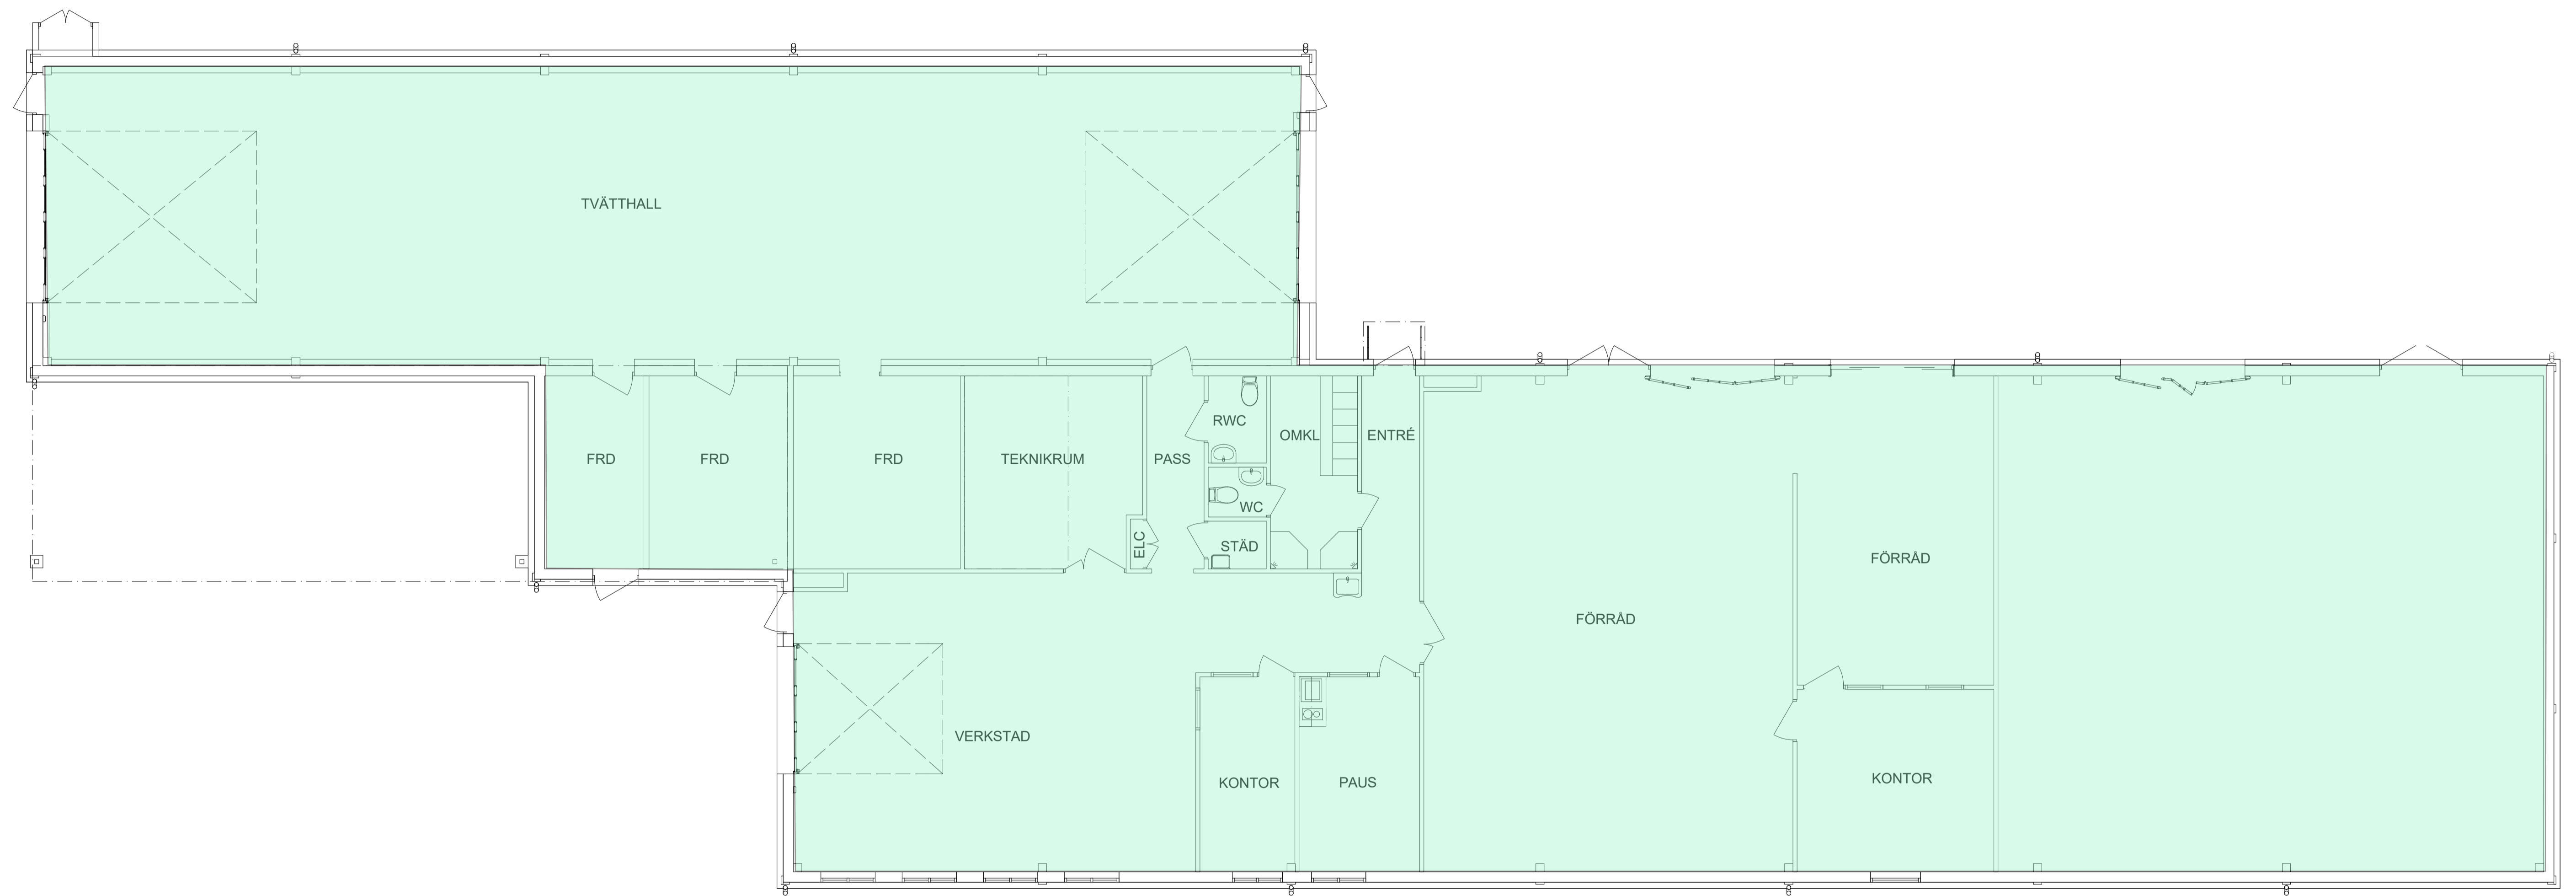 TVÄTTHALL
FRD
FRD
FRD
TEKNIKRUM
PASS
RWC
OMKL
ENTRÉ
WC
STÄD
ELC
FÖRRÅD
FÖRRÅD
VERKSTAD
KONTOR
PAUS
KONTOR